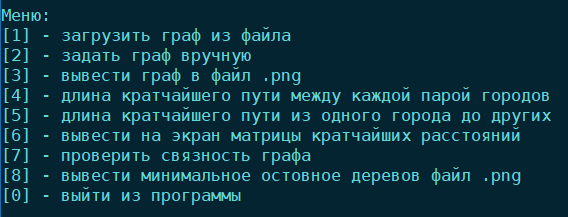 Меню:
[1] - загрузить граф из файла
[2] - задать граф вручную
[3] - вывести граф в файл .png
[4] - длина кратчайшего пути между каждой парой городов
[5] - длина кратчайшего пути из одного города до других
[6] - вывести на экран матрицы кратчайших расстояний
[7] - проверить связность графа
[8] - вывести минимальное остовное деревов файл .png
[0] - выйти из программы